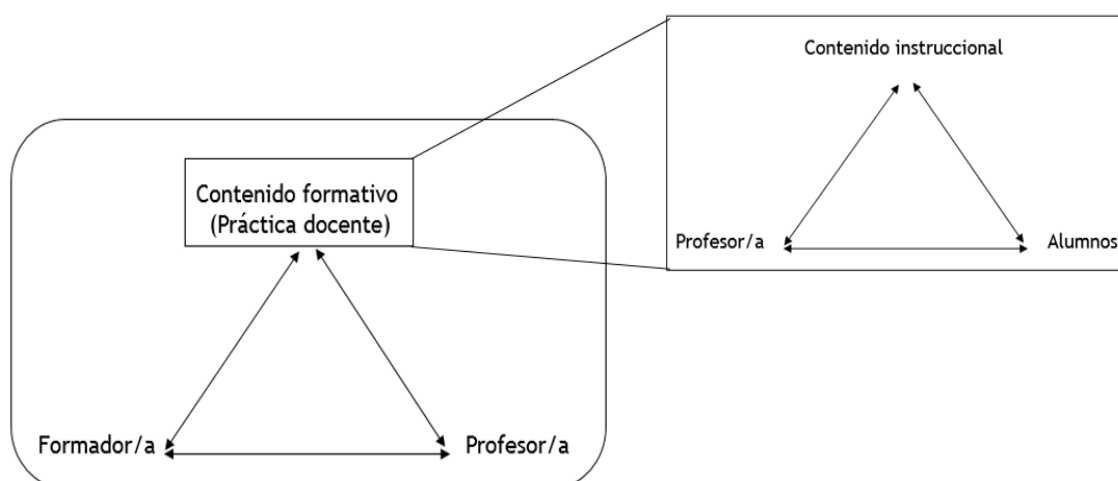 Contenido instruccional
Profesor/a
Alumnos
Contenido formativo
(Práctica docente)
Formador/a
Profesor/a